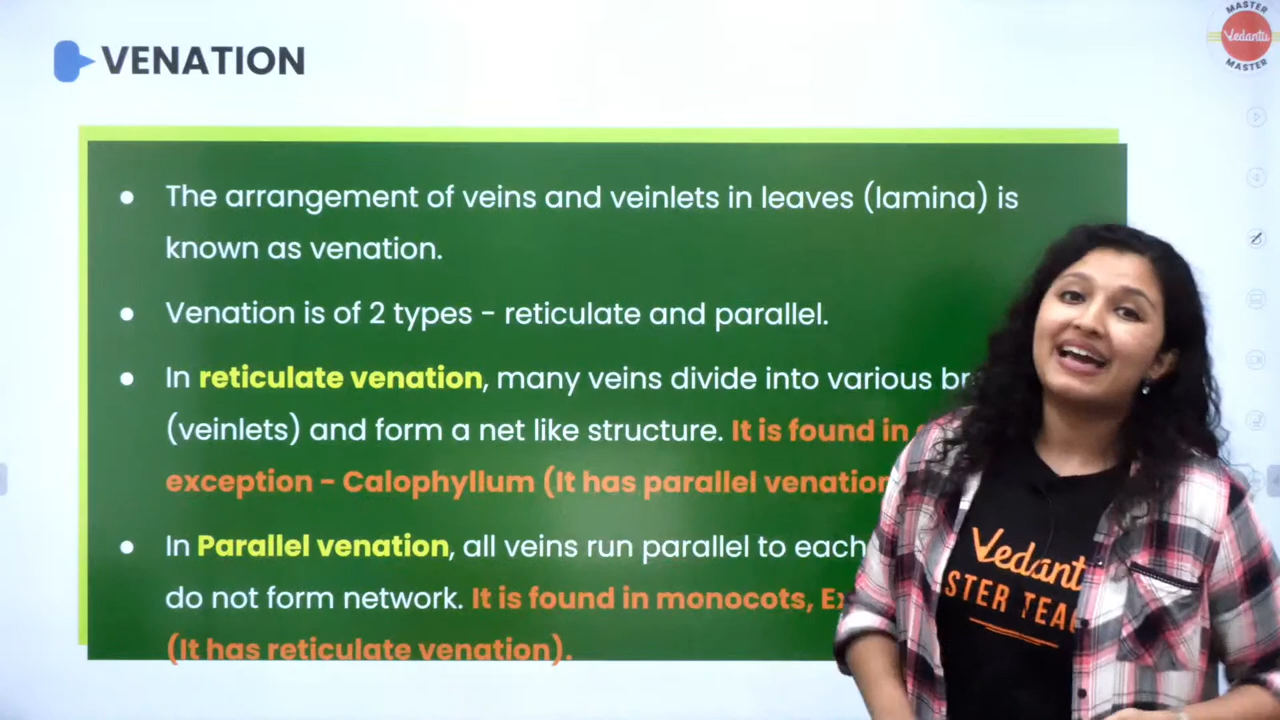 VENATION
MASTER
Vedantu
MASTER
● The arrangement of veins and veinlets in leaves (lamina) is
known as venation.
● Venation is of 2 types - reticulate and parallel.
● In reticulate venation, many veins divide into various
(veinlets) and form a net like structure. It is found in
exception - Calophyllum (It has parallel venation
● In Parallel venation, all veins run parallel to each
do not form network. It is found in monocots,
(It has reticulate venation).
Vedant
STER TEA